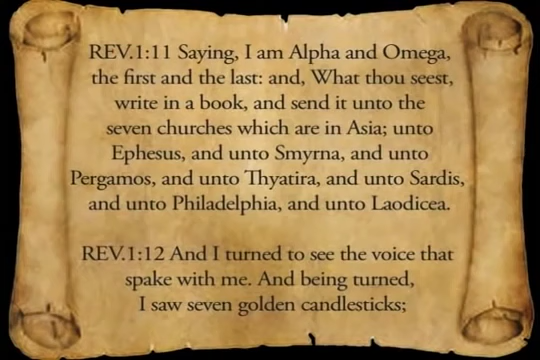 REV.1:11 Saying, I am Alpha and Omega,
the first and the last: and, What thou seest,
write in a book, and send it unto the
seven churches which are in Asia; unto
Ephesus, and unto Smyrna, and unto
Pergamos, and unto Thyatira, and unto Sardis,
and unto Philadelphia, and unto Laodicea.
REV.1:12 And I turned to see the voice that
spake with me. And being turned,
I saw seven golden candlesticks;